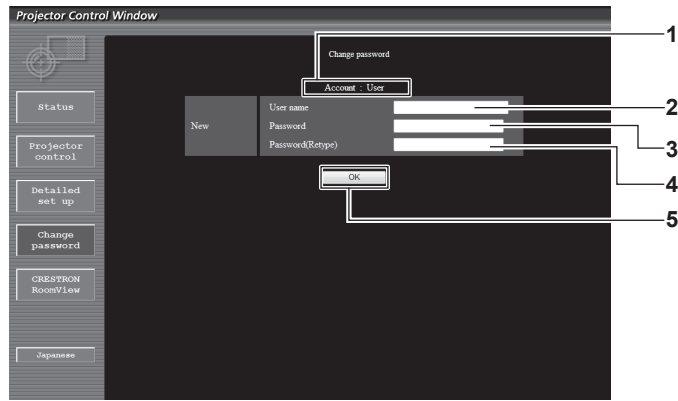 Projector Control Window
1
Change password
Account : User
Status
User name
2
New
Password
3
Projector
control
Password(Retype)
4
OK
Detailed
set up
5
Change
password
CRESTRON
RoomView
Japanese